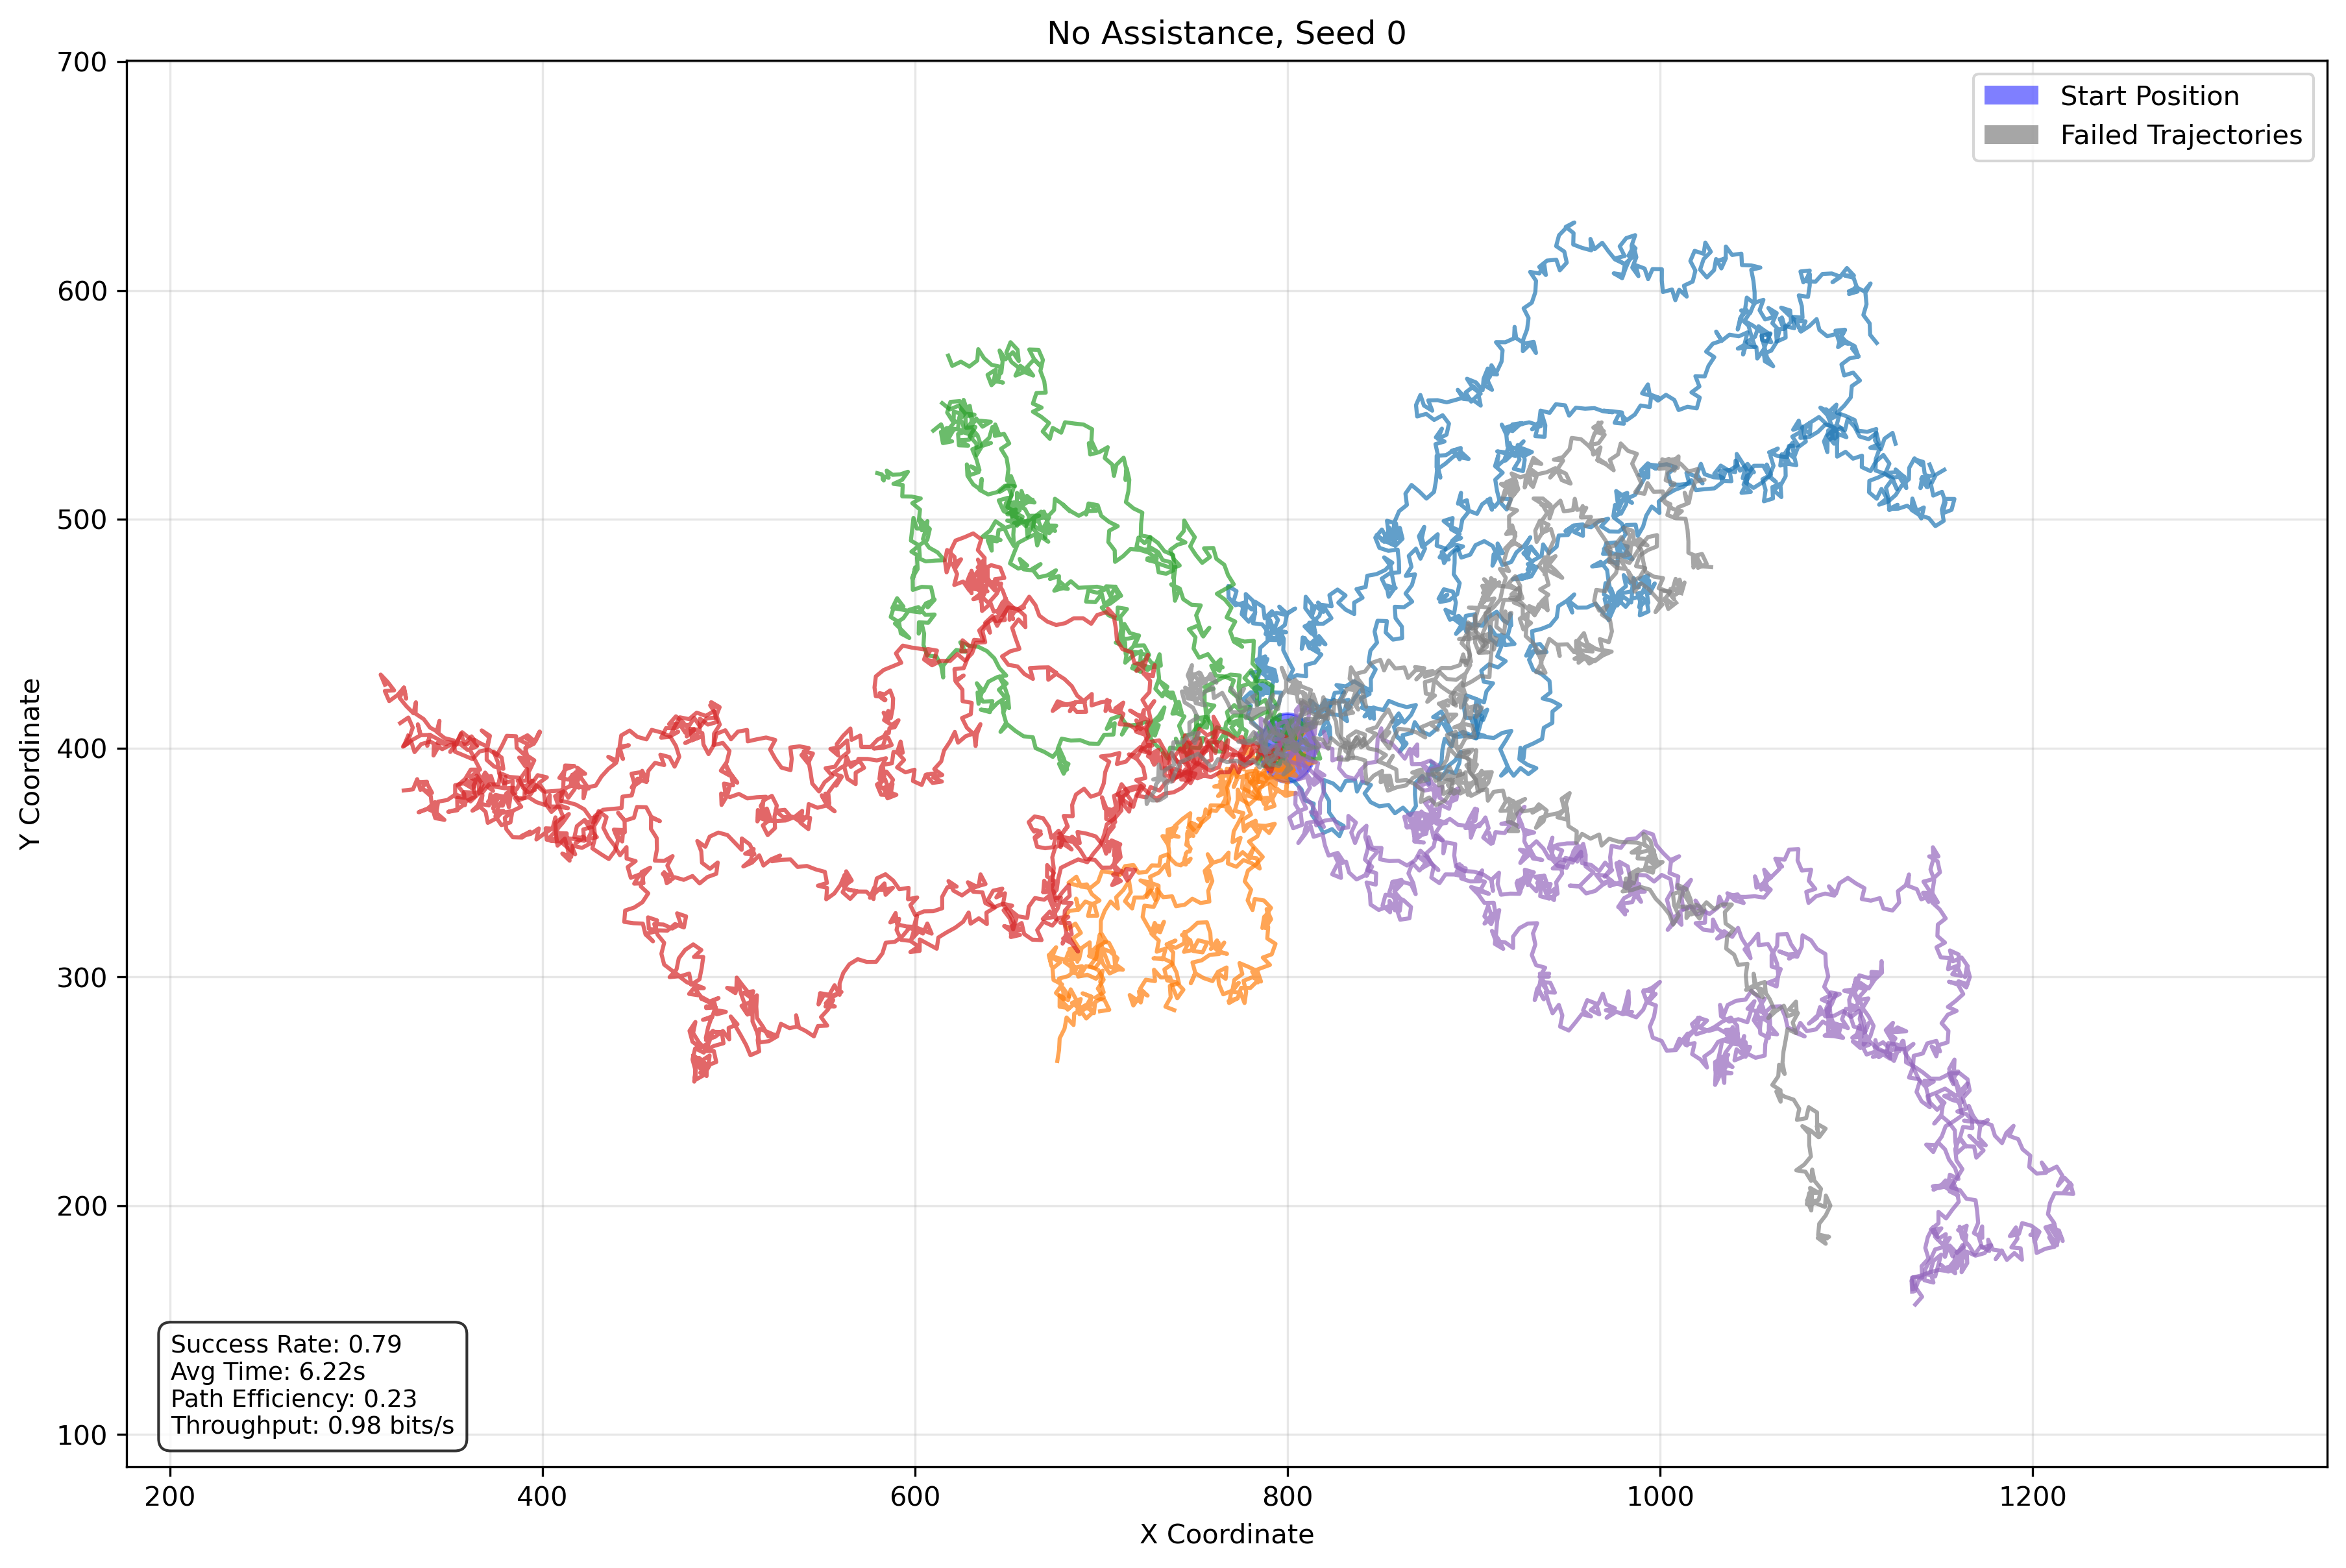 No Assistance, Seed 0
700
600
500
400
300
200
100
Y Coordinate
Start Position
Failed Trajectories
Success Rate: 0.79
Avg Time: 6.22s
Path Efficiency: 0.23
Throughput: 0.98 bits/s
200 400 600 800 1000 1200
X Coordinate